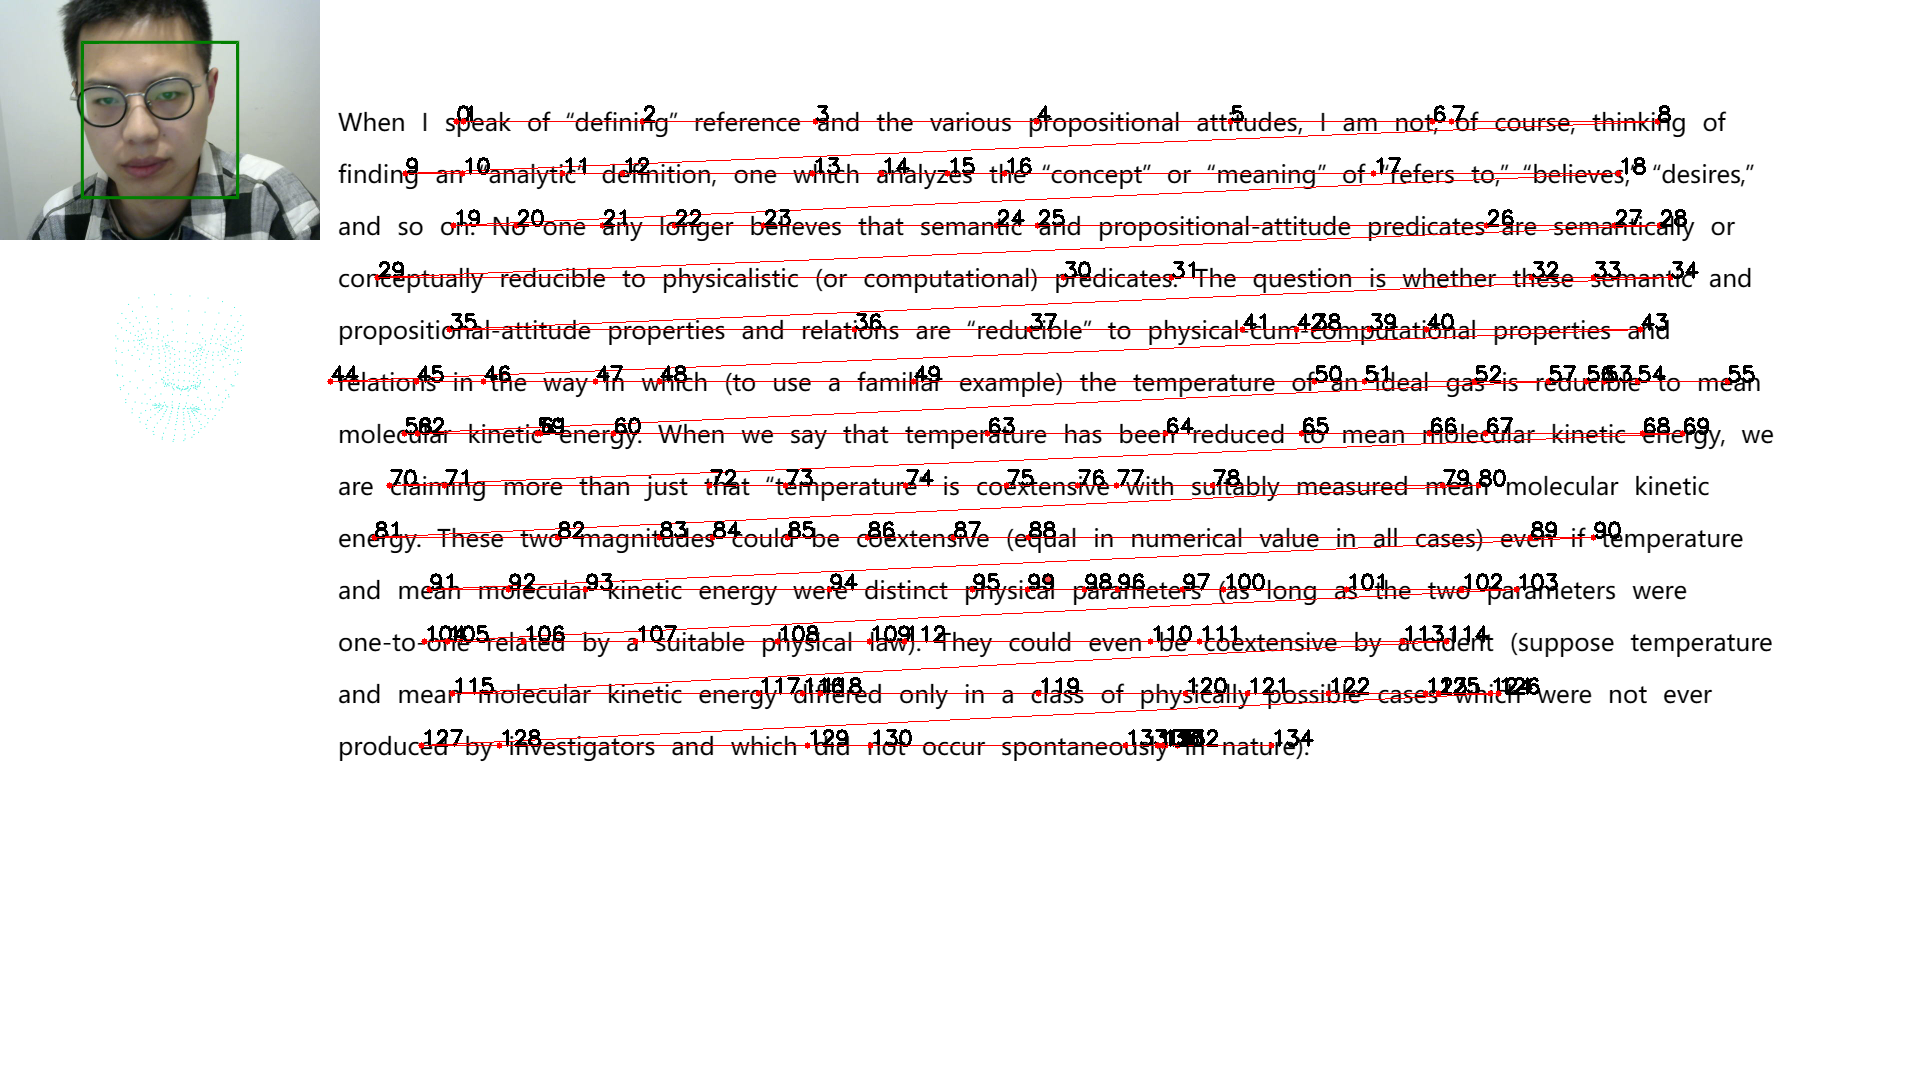 When I speak of “defining” reference and the various propositional attitudes, I am not, of course, thinking of
finding an “analytic” definition, one which analyzes the “concept” or “meaning” of “refers to,” “believes,” “desires,”
and so on. No one any longer believes that semantic and propositional-attitude predicates are semantically or
conceptually reducible to physicalistic (or computational) predicates. The question is whether these semantic and
propositional-attitude properties and relations are “reducible” to physical-cum-computational properties and
relations in the way in which (to use a familiar example) the temperature of an ideal gas is reducible to mean
molecular kinetic energy. When we say that temperature has been reduced to mean molecular kinetic energy, we
are claiming more than just that “temperature” is coextensive with suitably measured mean molecular kinetic
energy. These two magnitudes could be coextensive (equal in numerical value in all cases) even if temperature
and mean molecular kinetic energy were distinct physical parameters (as long as the two parameters were
one-to-one related by a suitable physical law). They could even be coextensive by accident (suppose temperature
and mean molecular kinetic energy differed only in a class of physically possible cases which were not ever
produced by investigators and which did not occur spontaneously in nature).